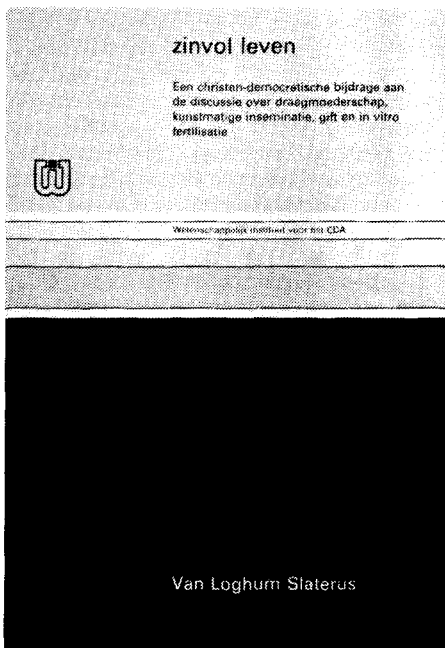 zinvol leven
Een christen-democratische bijdrage aan
de discussie over draagmoederschap,
kunstmatige inseminatie, gift en in vitro
fertilisatie
Wetenschappelijk Instituut voor het CDA
Van Loghum Slaterus